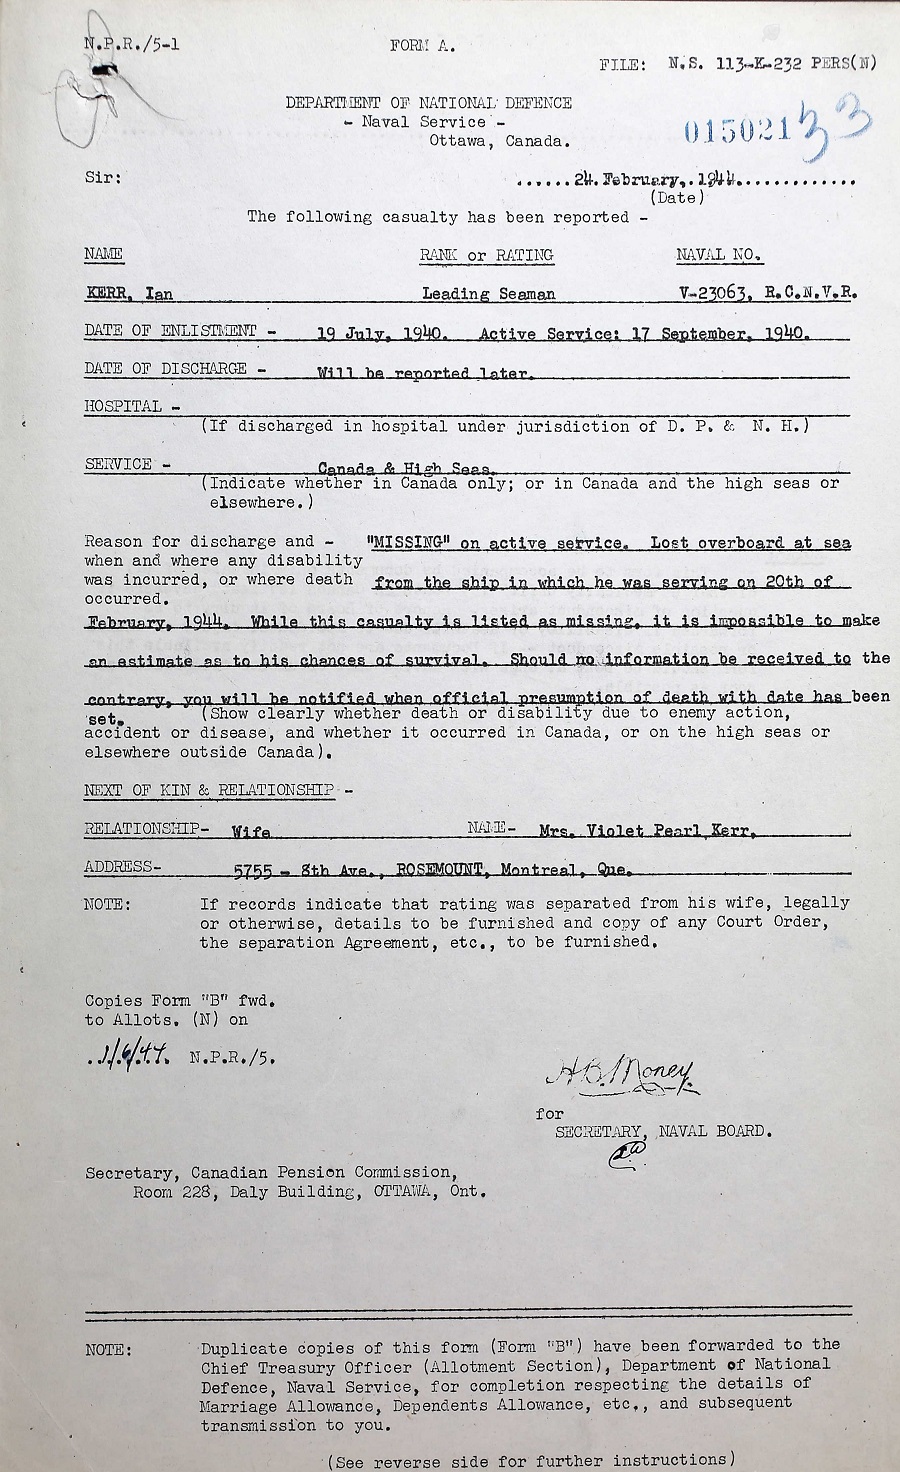 N.P.R./5-1
FORM A.
FILE: N.S. 113-K-232 PERS(N)
DEPARTMENT OF NATIONAL DEFENCE
- Naval Service -
Ottawa, Canada.
0150213 33
Sir:
......24.February,.1944.............
(Date)
The following casualty has been reported -
NAME RANK or RATING NAVAL NO.
KERR, Ian Leading Seaman V-23063, R.C.N.V.R.
DATE OF ENLISTMENT - 19 July, 1940. Active Service: 17 September, 1940.
DATE OF DISCHARGE - Will be reported later.
HOSPITAL -
(If discharged in hospital under jurisdiction of D. P. & N. H.)
SERVICE - Canada & High Seas.
(Indicate whether in Canada only; or in Canada and the high seas or
elsewhere.)
Reason for discharge and - "MISSING" on active service. Lost overboard at sea
when and where any disability
was incurred, or where death from the ship in which he was serving on 20th of
occurred.
February, 1944. While this casualty is listed as missing, it is impossible to make
an estimate as to his chances of survival. Should no information be received to the
contrary, you will be notified when official presumption of death with date has been
set. (Show clearly whether death or disability due to enemy action,
accident or disease, and whether it occurred in Canada, or on the high seas or
elsewhere outside Canada).
NEXT OF KIN & RELATIONSHIP -
RELATIONSHIP- Wife NAME- Mrs. Violet Pearl Kerr.
ADDRESS- 5755 - 8th Ave., ROSEMOUNT, Montreal, Que.
NOTE: If records indicate that rating was separated from his wife, legally
or otherwise, details to be furnished and copy of any Court Order,
the separation Agreement, etc., to be furnished.
Copies Form "B" fwd.
to Allots. (N) on
1/6/44. N.P.R./5.
H.B. Money.
for
SECRETARY, NAVAL BOARD.
Secretary, Canadian Pension Commission,
Room 228, Daly Building, OTTAWA, Ont.
NOTE: Duplicate copies of this form (Form "B") have been forwarded to the
Chief Treasury Officer (Allotment Section), Department of National
Defence, Naval Service, for completion respecting the details of
Marriage Allowance, Dependents Allowance, etc., and subsequent
transmission to you.
(See reverse side for further instructions)